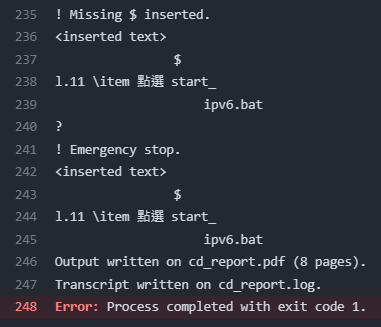 235 ! Missing $ inserted.
236 <inserted text>
237 $
238 l.11 \item 點選 start_
239 ipv6.bat
240 ?
241 ! Emergency stop.
242 <inserted text>
243 $
244 l.11 \item 點選 start_
245 ipv6.bat
246 Output written on cd_report.pdf (8 pages).
247 Transcript written on cd_report.log.
248 Error: Process completed with exit code 1.